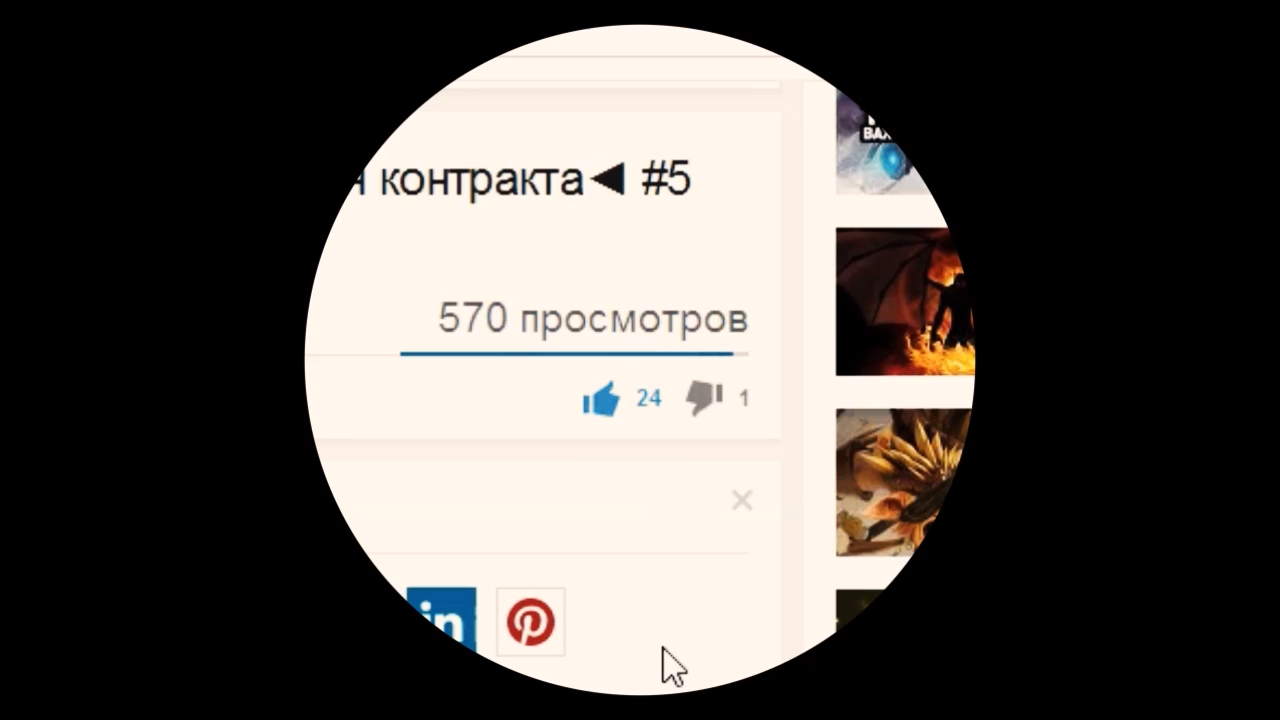 контракта◄ #5
570 просмотров
24 1
in